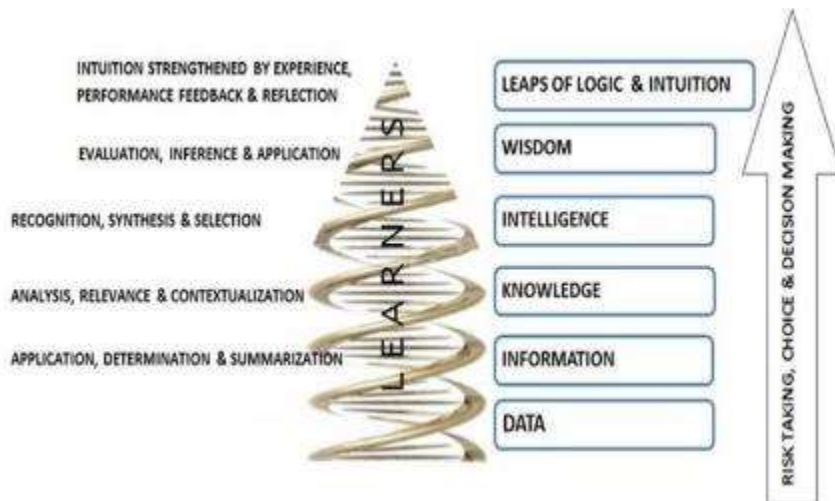 INTUITION STRENGTHENED BY EXPERIENCE,
PERFORMANCE FEEDBACK & REFLECTION
LEAPS OF LOGIC & INTUITION
EVALUATION, INFERENCE & APPLICATION
WISDOM
RECOGNITION, SYNTHESIS & SELECTION
INTELLIGENCE
ANALYSIS, RELEVANCE & CONTEXTUALIZATION
KNOWLEDGE
APPLICATION, DETERMINATION & SUMMARIZATION
INFORMATION
DATA
LEARNERS
RISK TAKING, CHOICE & DECISION MAKING